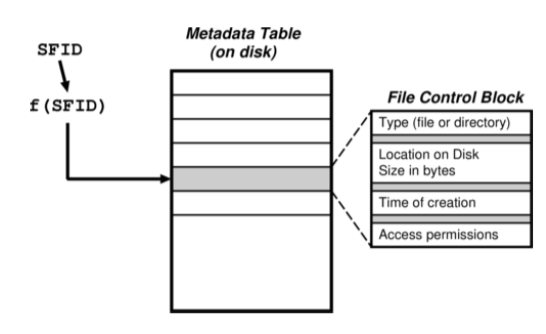 Metadata Table
(on disk)
SFID
f(SFID)
File Control Block
Type (file or directory)
Location on Disk
Size in bytes
Time of creation
Access permissions